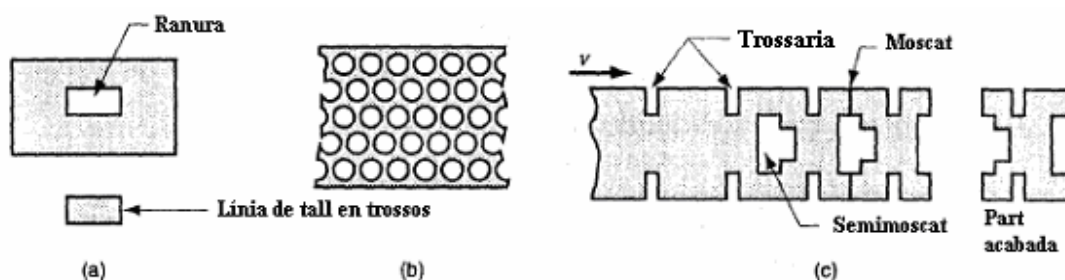 Ranura
Línia de tall en trossos
(a)
(b)
v
Trossaria
Moscat
Semimoscat
Part
acabada
(c)